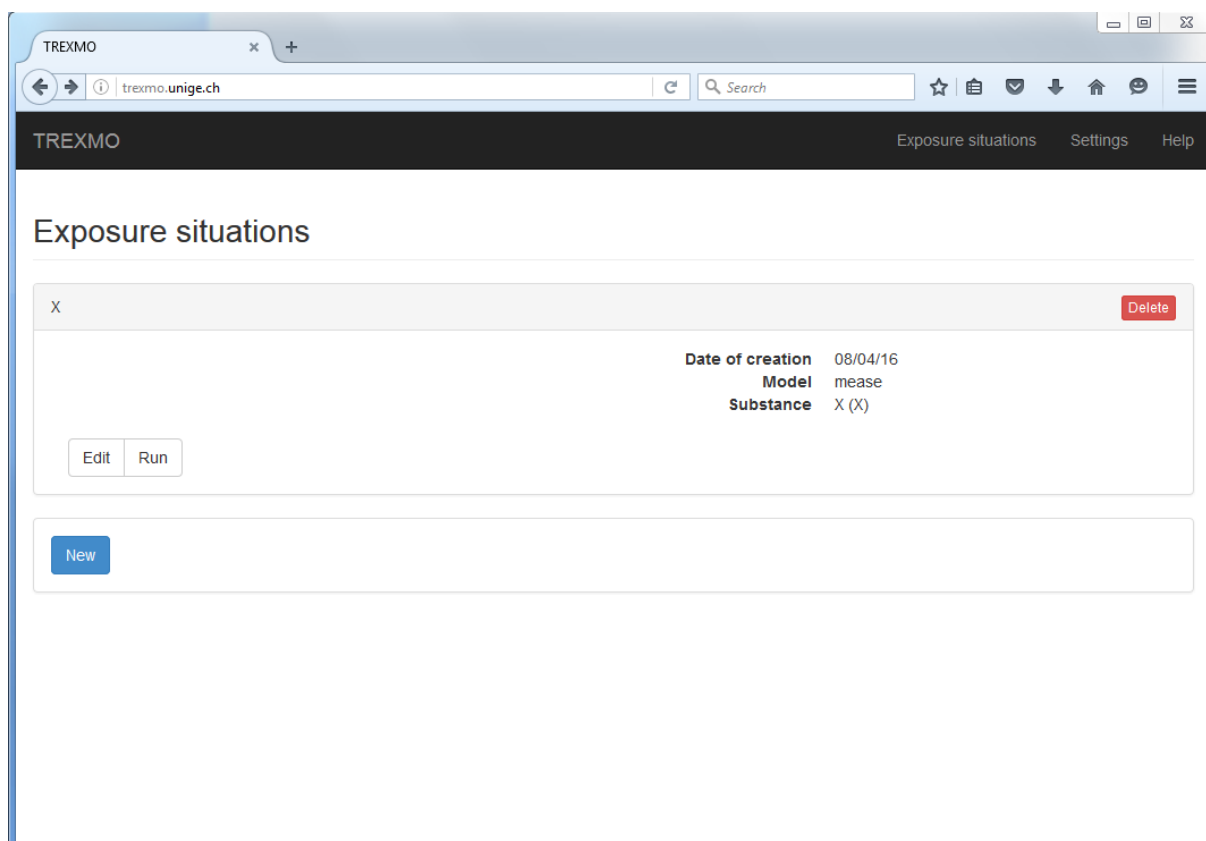 TREXMO
trexmo.unige.ch
Search
TREXMO Exposure situations Settings Help
Exposure situations
X Delete
Date of creation 08/04/16
Model mease
Substance X (X)
Edit Run
New